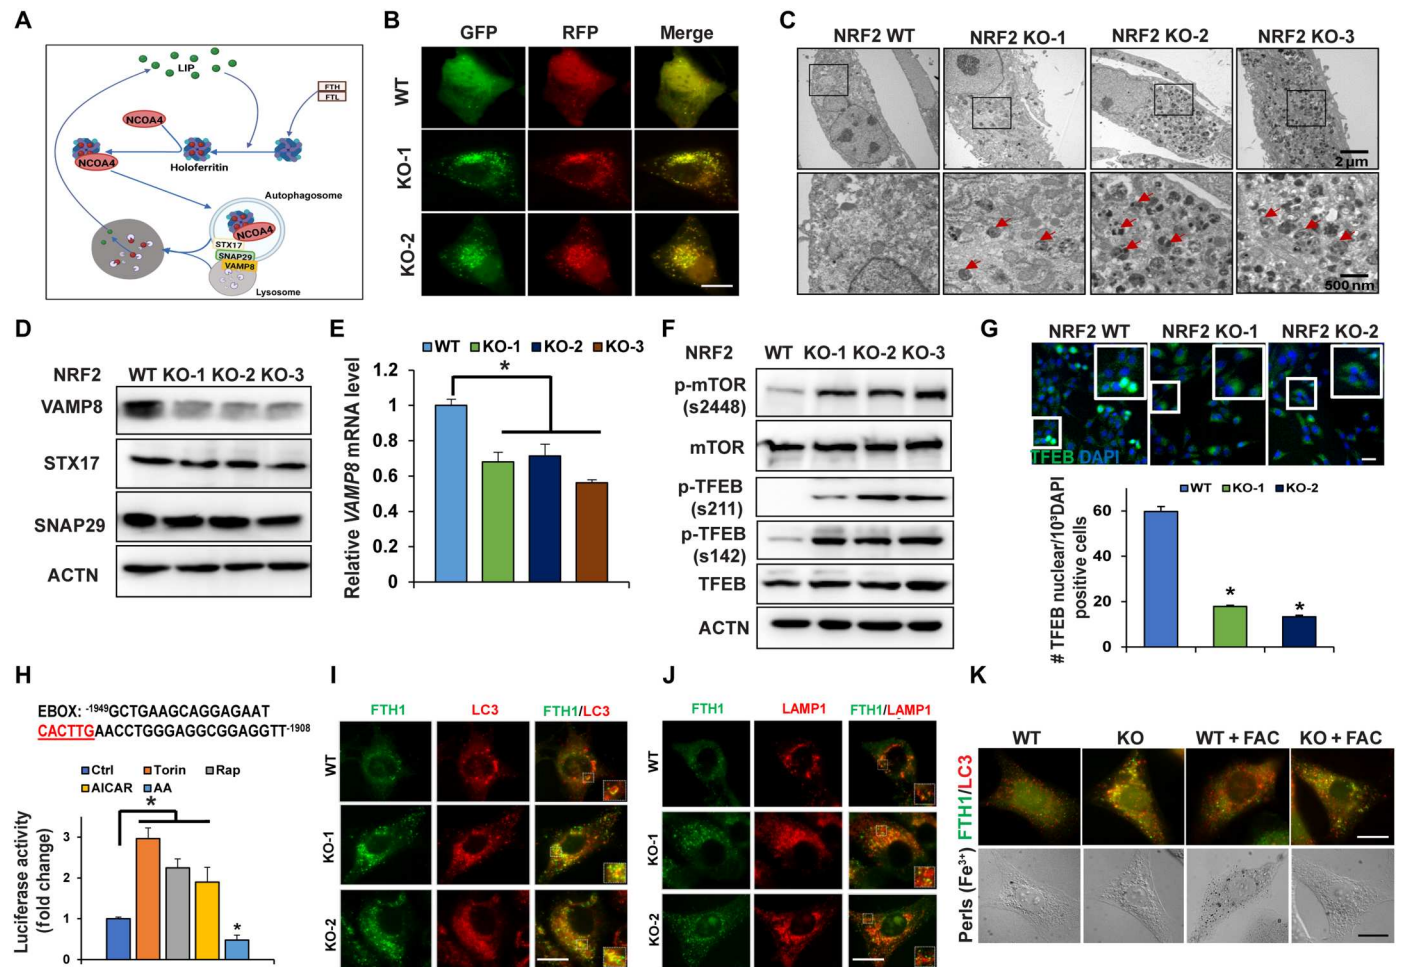 A
LIP
FTH
FTL
NCOA4
NCOA4
Holoferritin
Autophagosome
NCOA4
STX17
SNAP29
VAMP8
Lysosome
B
GFP RFP Merge
WT
KO-1
KO-2
C
NRF2 WT NRF2 KO-1 NRF2 KO-2 NRF2 KO-3
2 µm
500 nm
D
NRF2 WT KO-1 KO-2 KO-3
VAMP8
STX17
SNAP29
ACTN
E
WT KO-1 KO-2 KO-3
Relative VAMP8 mRNA level
1.2
1
0.8
0.6
0.4
0.2
0
*
F
NRF2 WT KO-1 KO-2 KO-3
p-mTOR
(s2448)
mTOR
p-TFEB
(s211)
p-TFEB
(s142)
TFEB
ACTN
G
NRF2 WT NRF2 KO-1 NRF2 KO-2
TFEB DAPI
WT KO-1 KO-2
# TFEB nuclear/10³DAPI
positive cells
60
40
20
0
* *
H
EBOX: -1949GCTGAAGCAGGAGAAT
CACTTGAACCTGGGAGGCGGAGGTT-1908
Ctrl Torin Rap
AICAR AA
Luciferase activity
(fold change)
3
2
1
0
*
*
I
FTH1 LC3 FTH1/LC3
WT
KO-1
KO-2
J
FTH1 LAMP1 FTH1/LAMP1
WT
KO-1
KO-2
K
WT KO WT + FAC KO + FAC
FTH1/LC3
Perls (Fe³⁺)